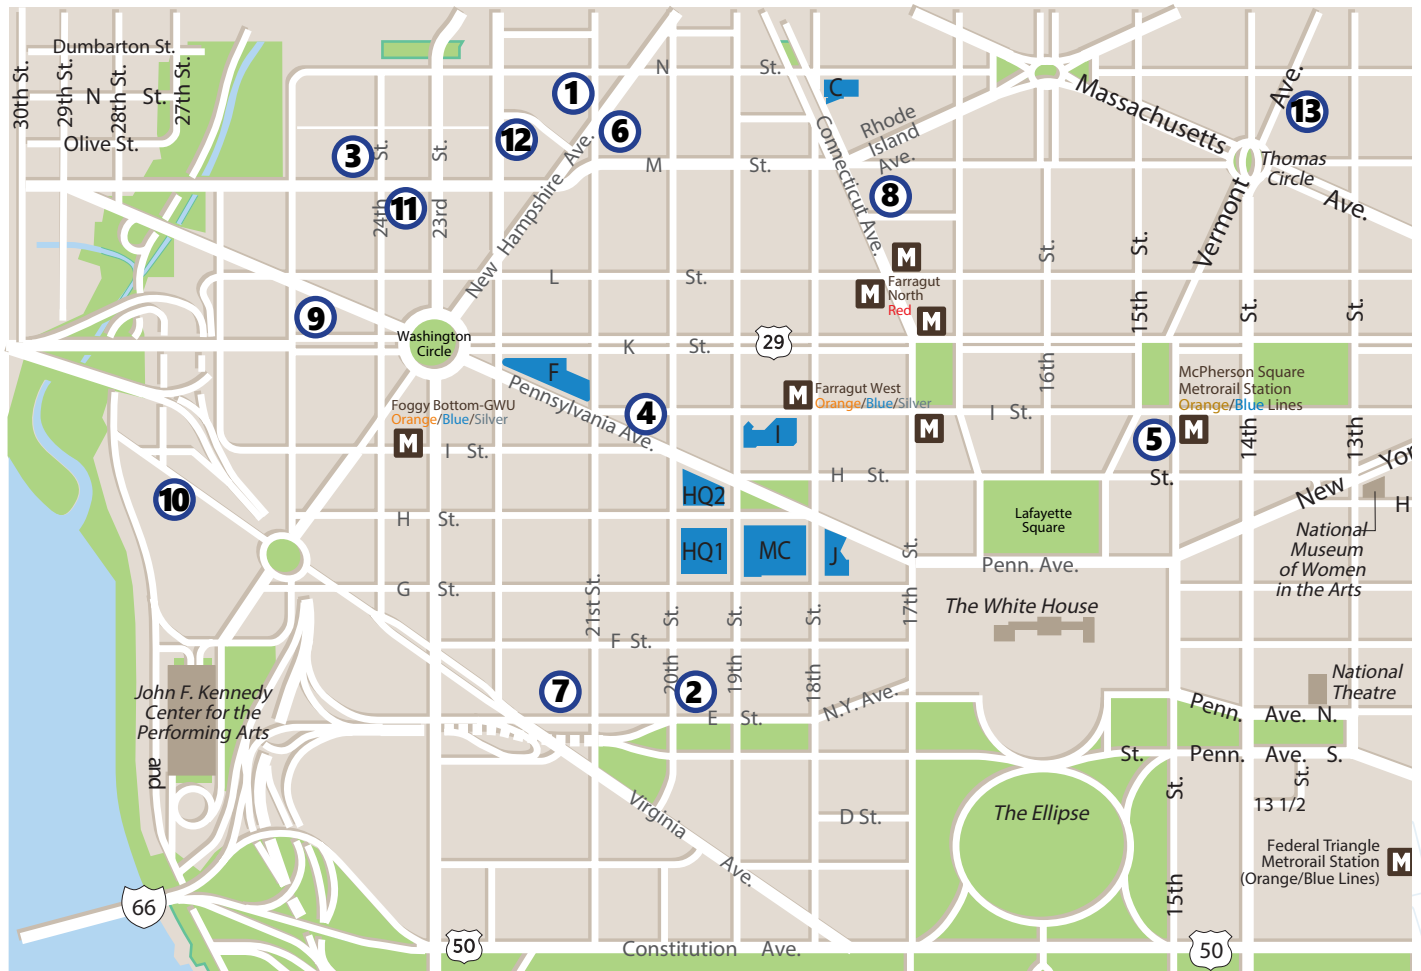 Dumbarton St.
30th St.
29th St.
28th St.
27th St.
N St.
Olive St.
N St.
1
6
12
3
11
C
Rhode
Island
Ave.
Connecticut Ave.
Massachusetts
Ave.
Ave.
13
Thomas
Circle
Vermont
M St.
8
24th St.
23rd St.
New Hampshire Ave.
L St.
M
M
Farragut
North
Red
M
St.
16th
St.
15th
St.
14th
St.
13th
9
Washington
Circle
K St.
29
F
Pennsylvania Ave.
4
M
Farragut West
Orange/Blue/Silver
M
I St.
McPherson Square
Metrorail Station
Orange/Blue Lines
5
M
Foggy Bottom-GWU
Orange/Blue/Silver
M
I St.
I
H St.
St.
New Yor
H
10
HQ2
H St.
HQ1
MC
J
Lafayette
Square
Penn. Ave.
National
Museum
of Women
in the Arts
G St.
21st St.
20th St.
19th St.
18th St.
17th St.
The White House
F St.
7
2
E St.
N.Y. Ave.
National
Theatre
Penn. Ave. N.
St. Penn. Ave. S.
John F. Kennedy
Center for the
Performing Arts
and
Virginia Ave.
D St.
The Ellipse
15th St.
13 1/2 St.
Federal Triangle
Metrorail Station
(Orange/Blue Lines)
M
66
50
Constitution Ave.
50